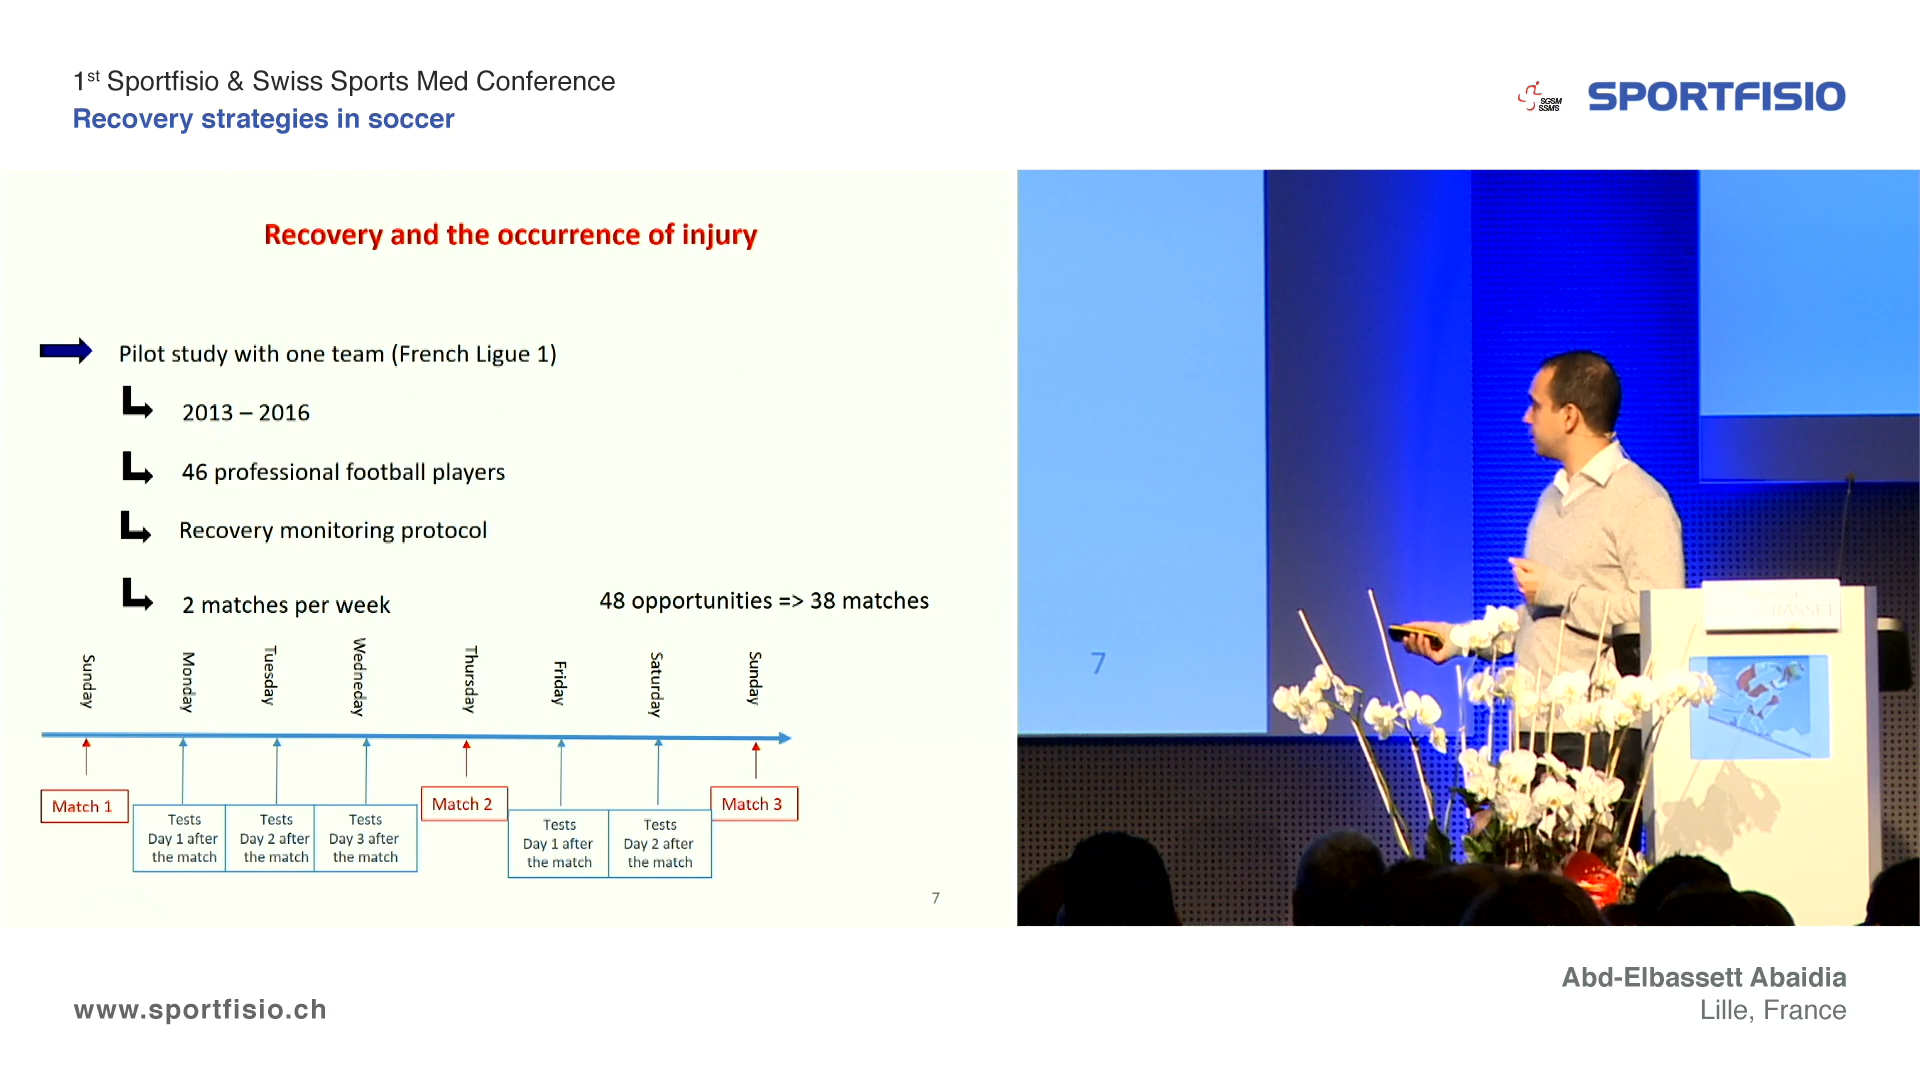 1st Sportfisio & Swiss Sports Med Conference
Recovery strategies in soccer
SGSM
SSMS
SPORTFISIO
Recovery and the occurrence of injury
Pilot study with one team (French Ligue 1)
2013 – 2016
46 professional football players
Recovery monitoring protocol
2 matches per week
48 opportunities => 38 matches
Sunday
Monday
Tuesday
Wedneday
Thursday
Friday
Saturday
Sunday
Match 1
Tests
Day 1 after
the match
Tests
Day 2 after
the match
Tests
Day 3 after
the match
Match 2
Tests
Day 1 after
the match
Tests
Day 2 after
the match
Match 3
7
7
www.sportfisio.ch
Abd-Elbassett Abaidia
Lille, France